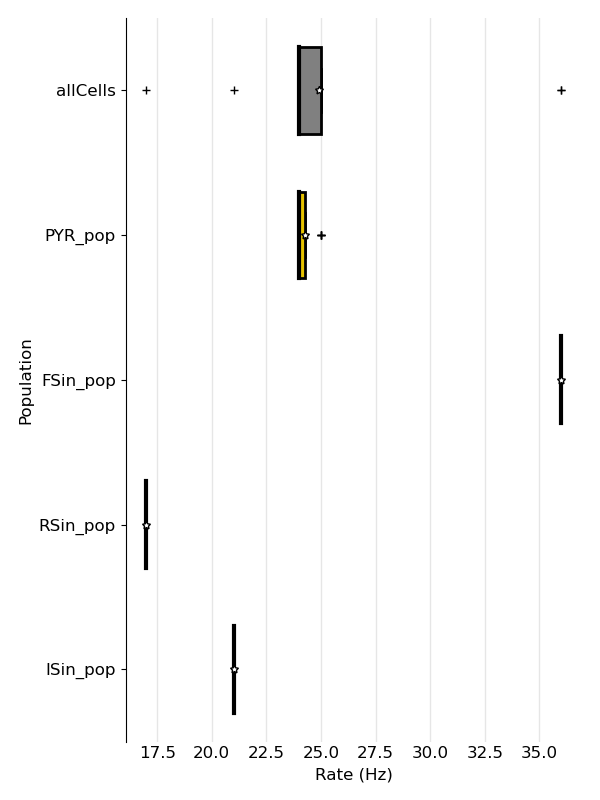 allCells
PYR_pop
FSin_pop
RSin_pop
ISin_pop
Population
17.5 20.0 22.5 25.0 27.5 30.0 32.5 35.0
Rate (Hz)